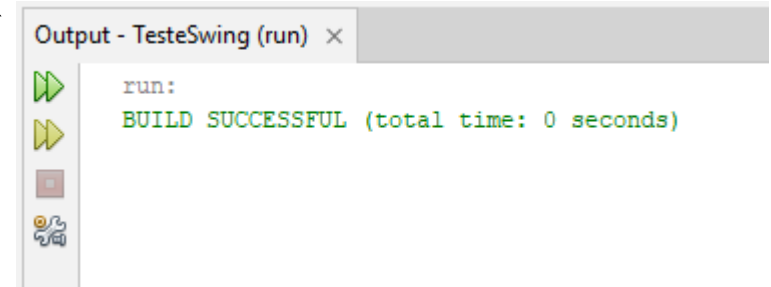 Output - TesteSwing (run) ×
run:
BUILD SUCCESSFUL (total time: 0 seconds)